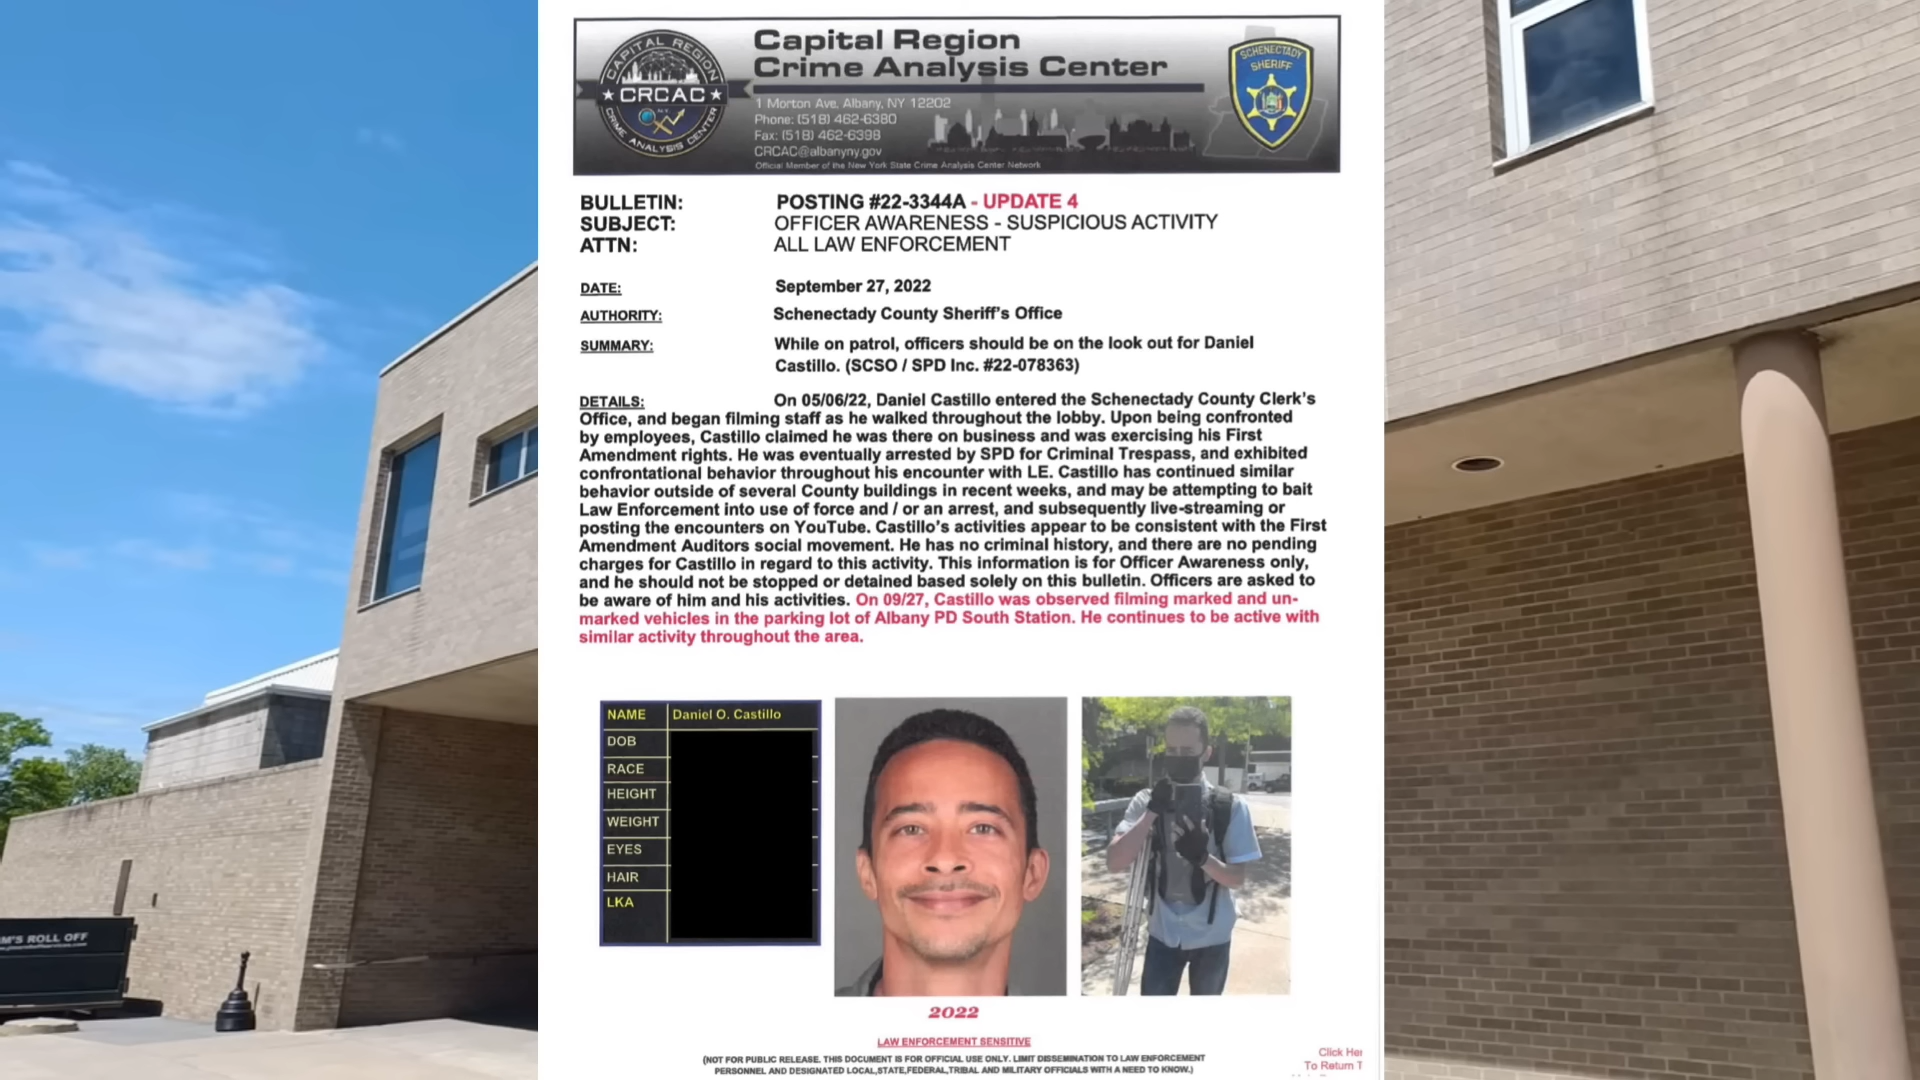 CAPITAL REGION
CRCAC
CRIME ANALYSIS CENTER
Capital Region
Crime Analysis Center
1 Morton Ave, Albany, NY 12202
Phone: (518) 462-6380
Fax: (518) 462-6398
CRCAC@albanyny.gov
Official Member of the New York State Crime Analysis Center Network
SCHENECTADY
SHERIFF
BULLETIN: POSTING #22-3344A - UPDATE 4
SUBJECT: OFFICER AWARENESS - SUSPICIOUS ACTIVITY
ATTN: ALL LAW ENFORCEMENT
DATE: September 27, 2022
AUTHORITY: Schenectady County Sheriff's Office
SUMMARY: While on patrol, officers should be on the look out for Daniel
Castillo. (SCSO / SPD Inc. #22-078363)
DETAILS: On 05/06/22, Daniel Castillo entered the Schenectady County Clerk's
Office, and began filming staff as he walked throughout the lobby. Upon being confronted
by employees, Castillo claimed he was there on business and was exercising his First
Amendment rights. He was eventually arrested by SPD for Criminal Trespass, and exhibited
confrontational behavior throughout his encounter with LE. Castillo has continued similar
behavior outside of several County buildings in recent weeks, and may be attempting to bait
Law Enforcement into use of force and / or an arrest, and subsequently live-streaming or
posting the encounters on YouTube. Castillo's activities appear to be consistent with the First
Amendment Auditors social movement. He has no criminal history, and there are no pending
charges for Castillo in regard to this activity. This information is for Officer Awareness only,
and he should not be stopped or detained based solely on this bulletin. Officers are asked to
be aware of him and his activities. On 09/27, Castillo was observed filming marked and un-
marked vehicles in the parking lot of Albany PD South Station. He continues to be active with
similar activity throughout the area.
NAME Daniel O. Castillo
DOB
RACE
HEIGHT
WEIGHT
EYES
HAIR
LKA
2022
LAW ENFORCEMENT SENSITIVE
(NOT FOR PUBLIC RELEASE. THIS DOCUMENT IS FOR OFFICIAL USE ONLY. LIMIT DISSEMINATION TO LAW ENFORCEMENT
PERSONNEL AND DESIGNATED LOCAL,STATE,FEDERAL,TRIBAL AND MILITARY OFFICIALS WITH A NEED TO KNOW.)
Click Her
To Return T
M'S ROLL OFF